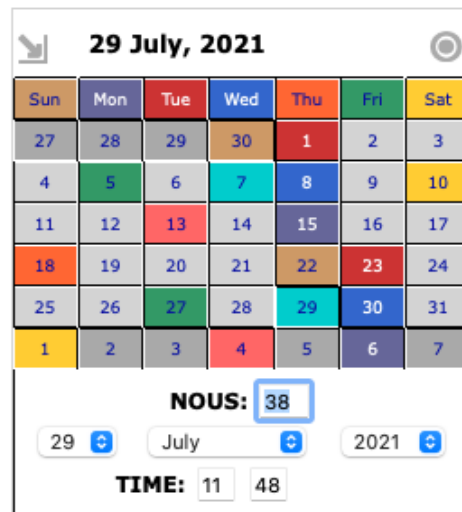 29 July, 2021
Sun Mon Tue Wed Thu Fri Sat
27 28 29 30 1 2 3
4 5 6 7 8 9 10
11 12 13 14 15 16 17
18 19 20 21 22 23 24
25 26 27 28 29 30 31
1 2 3 4 5 6 7
NOUS: 38
29 July 2021
TIME: 11 48